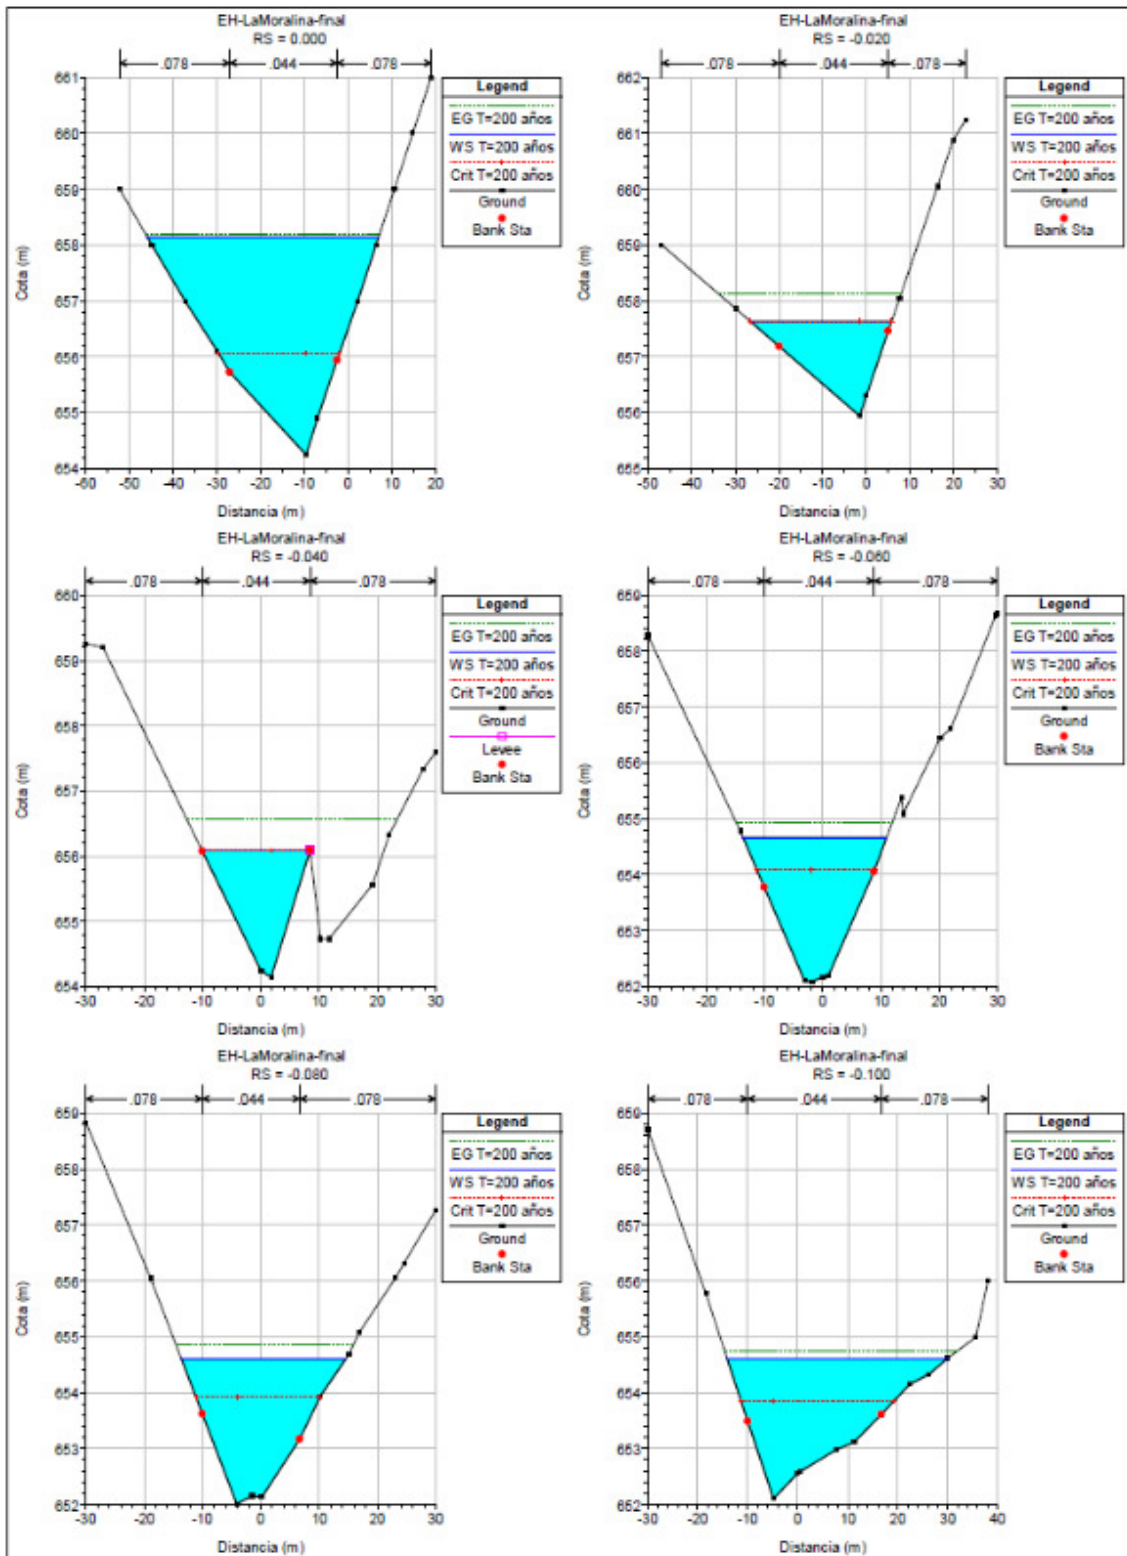 EH-LaMoralina-final
RS = 0.000
.078 .044 .078
661
660
659
658
657
656
655
654
Cota (m)
-60 -50 -40 -30 -20 -10 0 10 20
Distancia (m)
Legend
EG T=200 años
WS T=200 años
Crit T=200 años
Ground
Bank Sta
EH-LaMoralina-final
RS = -0.020
.078 .044 .078
662
661
660
659
658
657
656
655
Cota (m)
-50 -40 -30 -20 -10 0 10 20 30
Distancia (m)
Legend
EG T=200 años
WS T=200 años
Crit T=200 años
Ground
Bank Sta
EH-LaMoralina-final
RS = -0.040
.078 .044 .078
660
659
658
657
656
655
654
Cota (m)
-30 -20 -10 0 10 20 30
Distancia (m)
Legend
EG T=200 años
WS T=200 años
Crit T=200 años
Ground
Levee
Bank Sta
EH-LaMoralina-final
RS = -0.060
.078 .044 .078
659
658
657
656
655
654
653
652
Cota (m)
-30 -20 -10 0 10 20 30
Distancia (m)
Legend
EG T=200 años
WS T=200 años
Crit T=200 años
Ground
Bank Sta
EH-LaMoralina-final
RS = -0.080
.078 .044 .078
659
658
657
656
655
654
653
652
Cota (m)
-30 -20 -10 0 10 20 30
Distancia (m)
Legend
EG T=200 años
WS T=200 años
Crit T=200 años
Ground
Bank Sta
EH-LaMoralina-final
RS = -0.100
.078 .044 .078
659
658
657
656
655
654
653
652
Cota (m)
-30 -20 -10 0 10 20 30 40
Distancia (m)
Legend
EG T=200 años
WS T=200 años
Crit T=200 años
Ground
Bank Sta